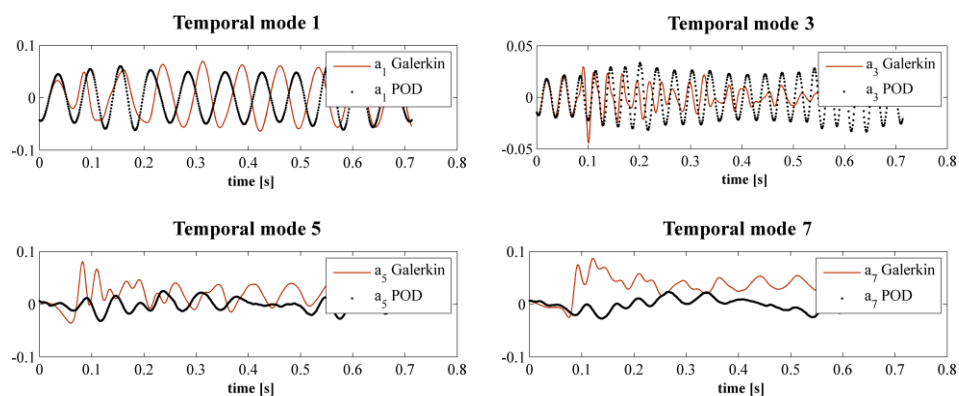 Temporal mode 1
0.1
0
-0.1
a1 Galerkin
a1 POD
0 0.1 0.2 0.3 0.4 0.5 0.6 0.7 0.8
time [s]
Temporal mode 3
0.05
0
-0.05
a3 Galerkin
a3 POD
0 0.1 0.2 0.3 0.4 0.5 0.6 0.7 0.8
time [s]
Temporal mode 5
0.1
0
-0.1
a5 Galerkin
a5 POD
0 0.1 0.2 0.3 0.4 0.5 0.6 0.7 0.8
time [s]
Temporal mode 7
0.1
0
-0.1
a7 Galerkin
a7 POD
0 0.1 0.2 0.3 0.4 0.5 0.6 0.7 0.8
time [s]